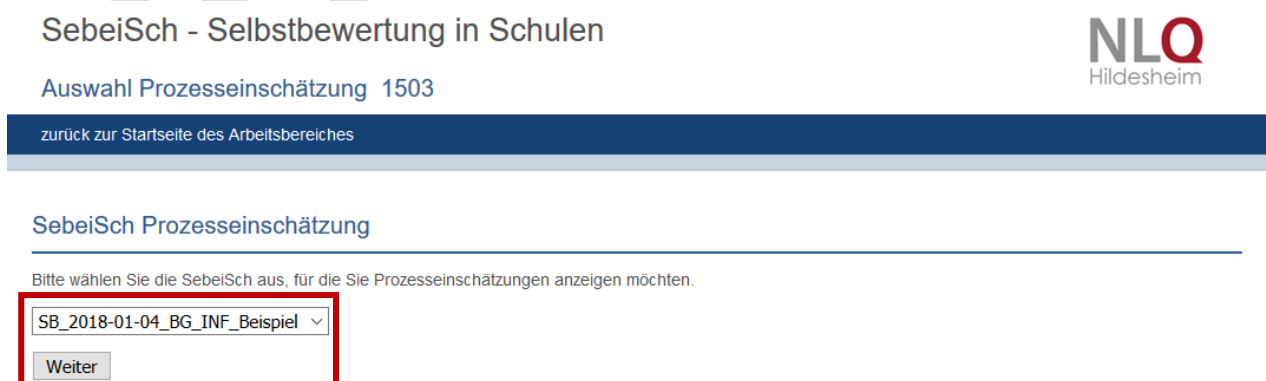 SebeiSch - Selbstbewertung in Schulen
NLQ
Hildesheim
Auswahl Prozesseinschätzung 1503
zurück zur Startseite des Arbeitsbereiches
SebeiSch Prozesseinschätzung
Bitte wählen Sie die SebeiSch aus, für die Sie Prozesseinschätzungen anzeigen möchten.
SB_2018-01-04_BG_INF_Beispiel
Weiter